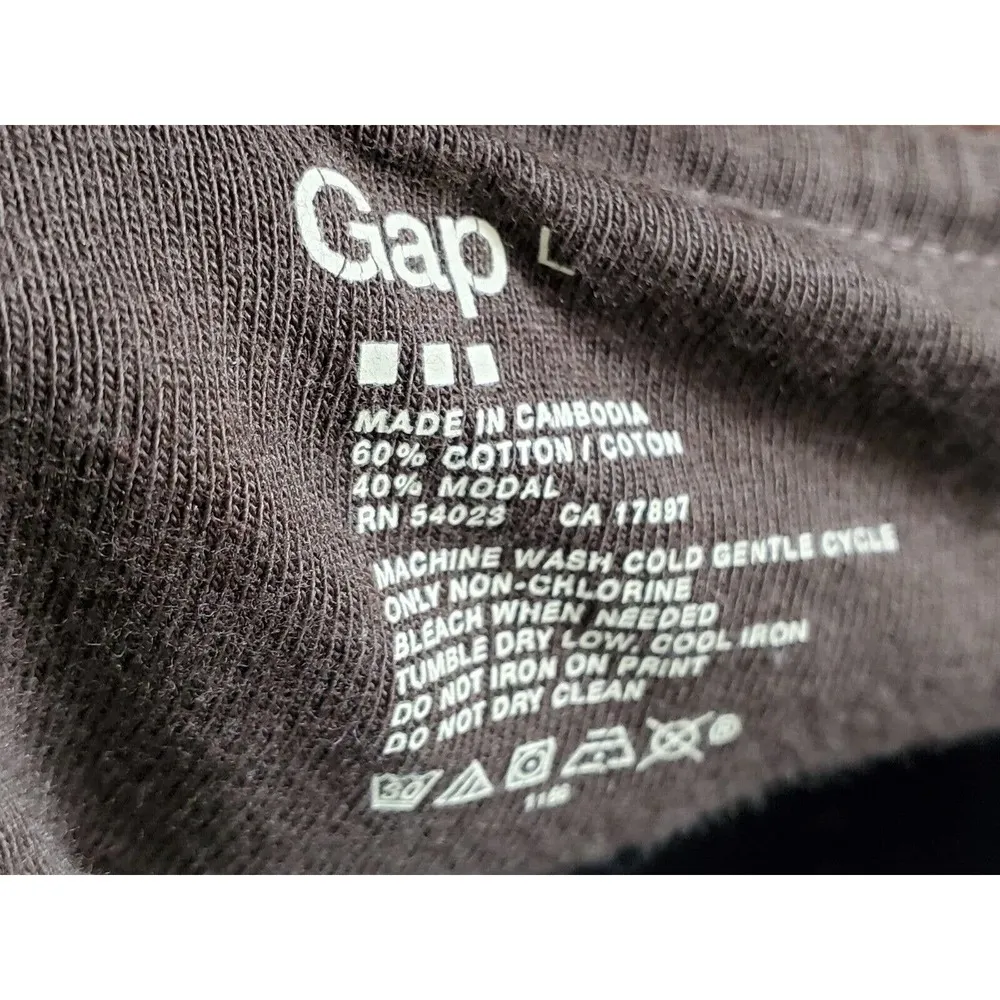 Gap L
MADE IN CAMBODIA
60% COTTON / COTON
40% MODAL
RN 54023 CA 17897
MACHINE WASH COLD GENTLE CYCLE
ONLY NON-CHLORINE
BLEACH WHEN NEEDED
TUMBLE DRY LOW, COOL IRON
DO NOT IRON ON PRINT
DO NOT DRY CLEAN
30